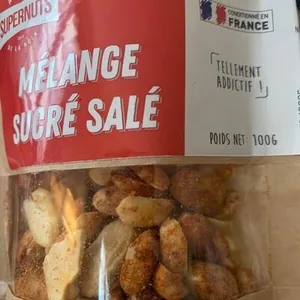 SUPERNUTS
MÉLANGE
SUCRÉ SALÉ
CONDITIONNÉ EN
FRANCE
TELLEMENT
ADDICTIF !
POIDS NET : 100G